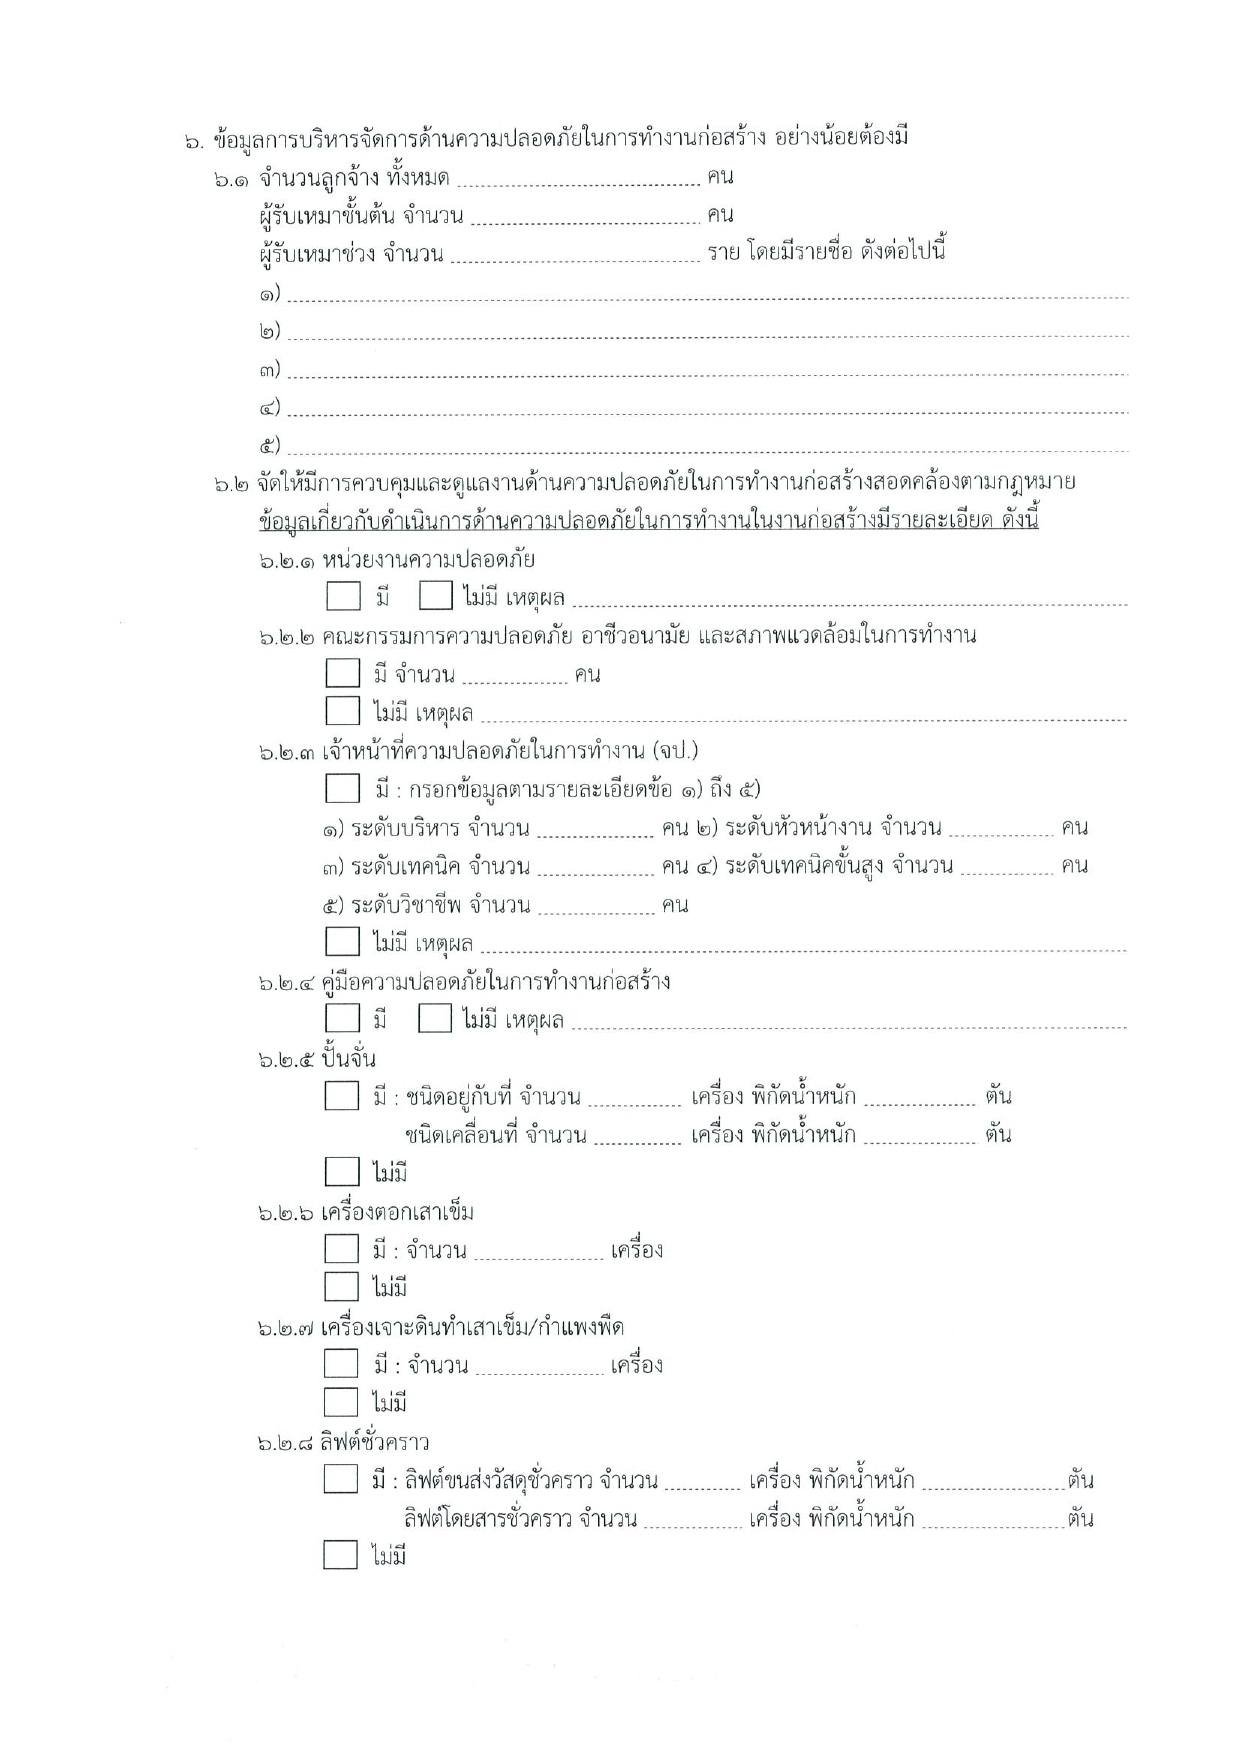 ๖. ข้อมูลการบริหารจัดการด้านความปลอดภัยในการทำงานก่อสร้าง อย่างน้อยต้องมี
๖.๑ จำนวนลูกจ้าง ทั้งหมด ........................ คน
ผู้รับเหมาชั้นต้น จำนวน ........................ คน
ผู้รับเหมาช่วง จำนวน ........................ ราย โดยมีรายชื่อ ดังต่อไปนี้
๑) ........................
๒) ........................
๓) ........................
๔) ........................
๕) ........................
๖.๒ จัดให้มีการควบคุมและดูแลงานด้านความปลอดภัยในการทำงานก่อสร้างสอดคล้องตามกฎหมาย
ข้อมูลเกี่ยวกับดำเนินการด้านความปลอดภัยในการทำงานในงานก่อสร้างมีรายละเอียด ดังนี้
๖.๒.๑ หน่วยงานความปลอดภัย
☐ มี ☐ ไม่มี เหตุผล ........................
๖.๒.๒ คณะกรรมการความปลอดภัย อาชีวอนามัย และสภาพแวดล้อมในการทำงาน
☐ มี จำนวน ............ คน
☐ ไม่มี เหตุผล ........................
๖.๒.๓ เจ้าหน้าที่ความปลอดภัยในการทำงาน (จป.)
☐ มี : กรอกข้อมูลตามรายละเอียดข้อ ๑) ถึง ๕)
๑) ระดับบริหาร จำนวน ............ คน ๒) ระดับหัวหน้างาน จำนวน ............ คน
๓) ระดับเทคนิค จำนวน ............ คน ๔) ระดับเทคนิคขั้นสูง จำนวน ............ คน
๕) ระดับวิชาชีพ จำนวน ............ คน
☐ ไม่มี เหตุผล ........................
๖.๒.๔ คู่มือความปลอดภัยในการทำงานก่อสร้าง
☐ มี ☐ ไม่มี เหตุผล ........................
๖.๒.๕ ปั้นจั่น
☐ มี : ชนิดอยู่กับที่ จำนวน ............ เครื่อง พิกัดน้ำหนัก ............ ตัน
ชนิดเคลื่อนที่ จำนวน ............ เครื่อง พิกัดน้ำหนัก ............ ตัน
☐ ไม่มี
๖.๒.๖ เครื่องตอกเสาเข็ม
☐ มี : จำนวน ............ เครื่อง
☐ ไม่มี
๖.๒.๗ เครื่องเจาะดินทำเสาเข็ม/กำแพงพืด
☐ มี : จำนวน ............ เครื่อง
☐ ไม่มี
๖.๒.๘ ลิฟต์ชั่วคราว
☐ มี : ลิฟต์ขนส่งวัสดุชั่วคราว จำนวน ............ เครื่อง พิกัดน้ำหนัก ............ ตัน
ลิฟต์โดยสารชั่วคราว จำนวน ............ เครื่อง พิกัดน้ำหนัก ............ ตัน
☐ ไม่มี